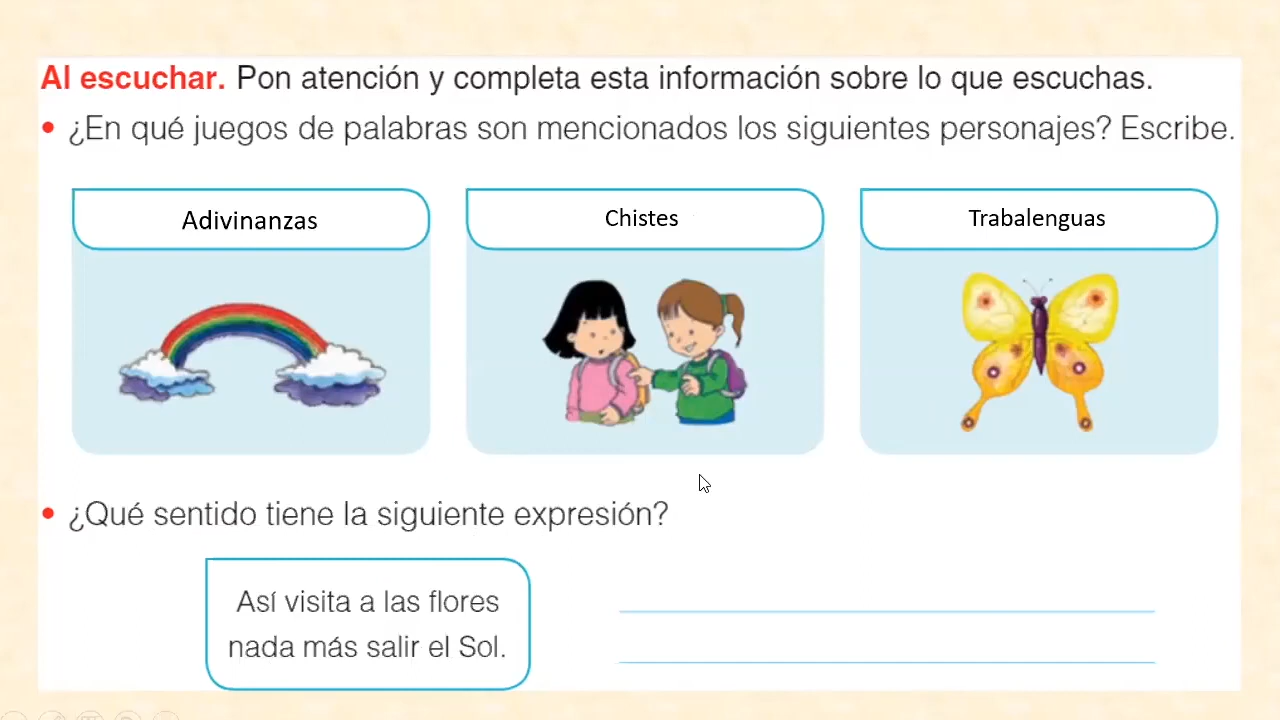 Al escuchar. Pon atención y completa esta información sobre lo que escuchas.
• ¿En qué juegos de palabras son mencionados los siguientes personajes? Escribe.
Adivinanzas
Chistes
Trabalenguas
• ¿Qué sentido tiene la siguiente expresión?
Así visita a las flores
nada más salir el Sol.